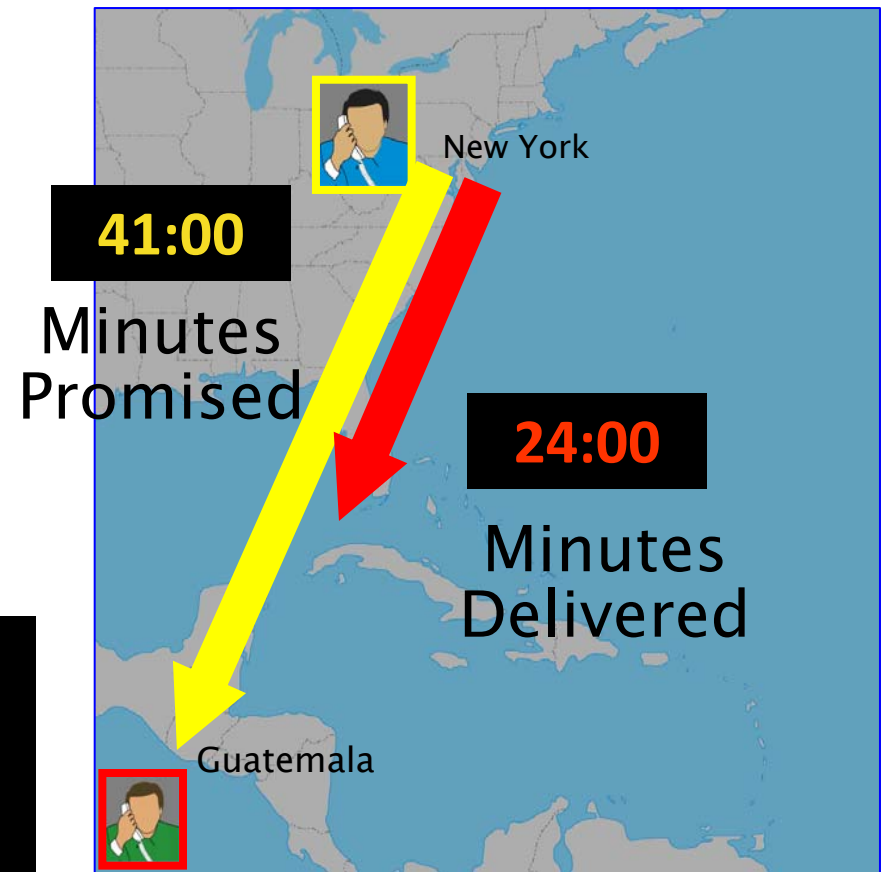 New York
41:00
Minutes
Promised
24:00
Minutes
Delivered
Guatemala